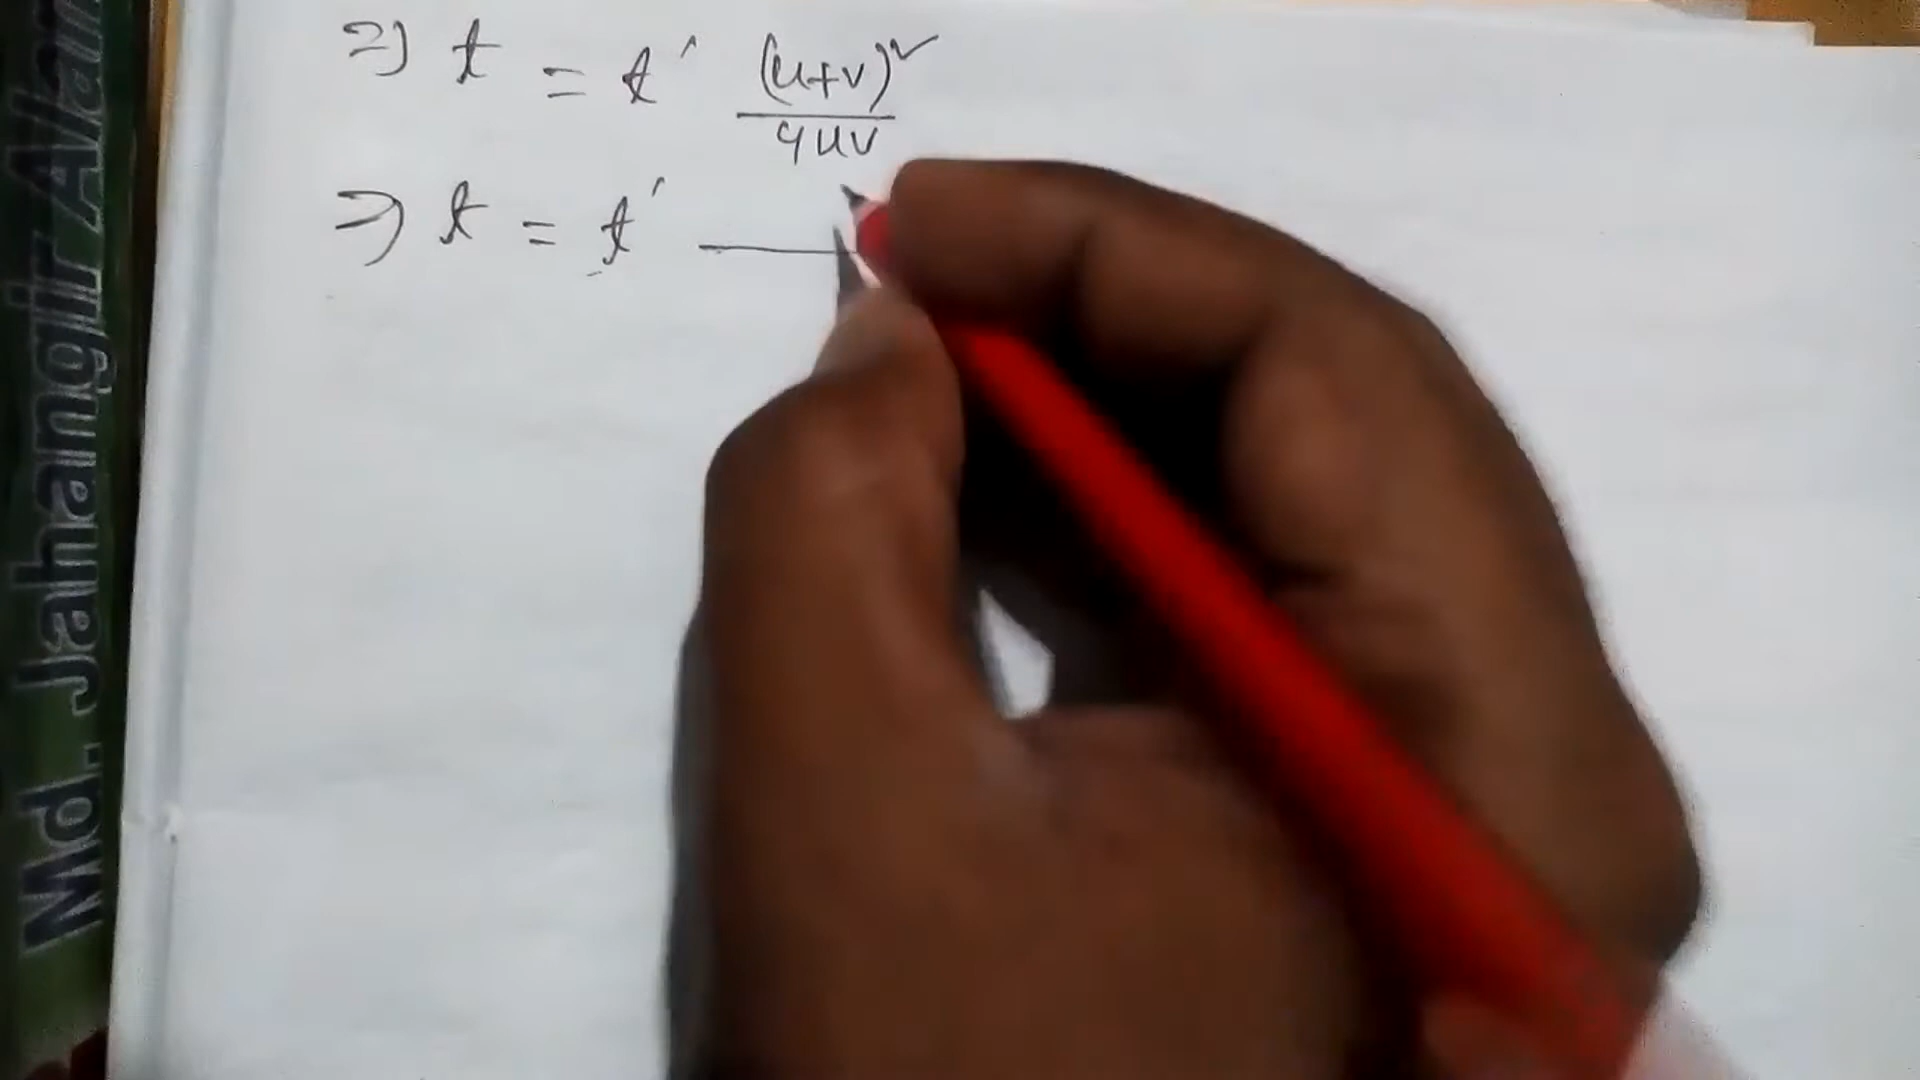 ⇒ t = t' (u+v)² / 4uv
⇒ t = t' —
Md. Jahangir Alam